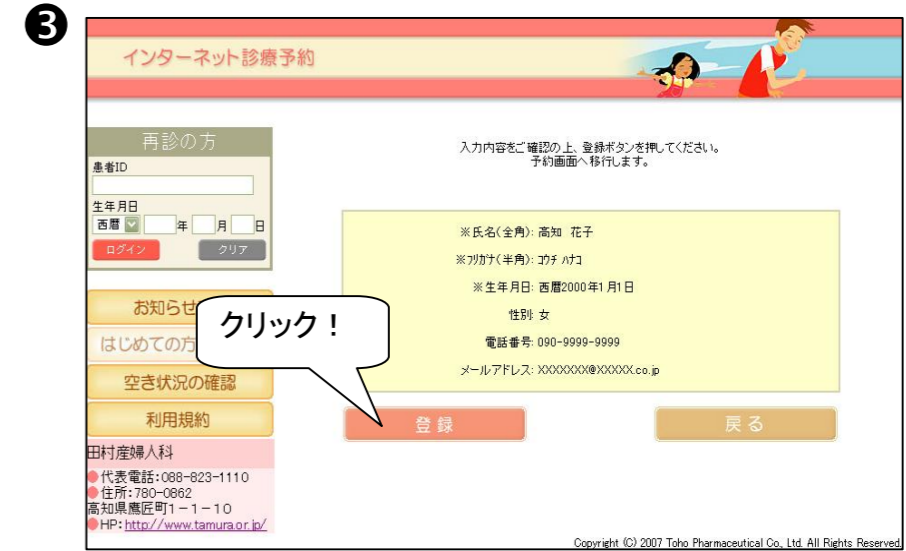 ❸
インターネット診療予約
再診の方
患者ID
生年月日
西暦 年 月 日
ログイン クリア
お知らせ
はじめての方
空き状況の確認
利用規約
田村産婦人科
●代表電話:088-823-1110
●住所:780-0862
高知県鷹匠町1-1-10
●HP:http://www.tamura.or.jp/
入力内容をご確認の上、登録ボタンを押してください。
予約画面へ移行します。
※氏名(全角): 高知 花子
※フリガナ(半角): コウチ ハナコ
※生年月日: 西暦2000年1月1日
性別: 女
電話番号: 090-9999-9999
メールアドレス: XXXXXXX@XXXXX.co.jp
クリック！
登録 戻る
Copyright (C) 2007 Toho Pharmaceutical Co., Ltd. All Rights Reserved.